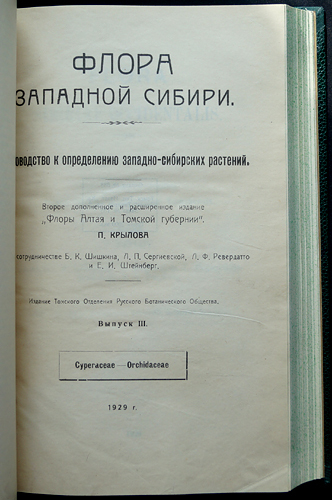 ФЛОРА
ЗАПАДНОЙ СИБИРИ.
оводство к определению западно-сибирских растений.
Второе дополненное и расширенное издание
„Флоры Алтая и Томской губернии".
П. КРЫЛОВА
сотрудничестве Б. К. Шишкина, Л. П. Сергиевской, Л. Ф. Ревердатто
и Е. И. Штейнберг.
Издание Томского Отделения Русского Ботанического Общества.
Выпуск III.
Cyperaceae — Orchidaceae
1929 г.